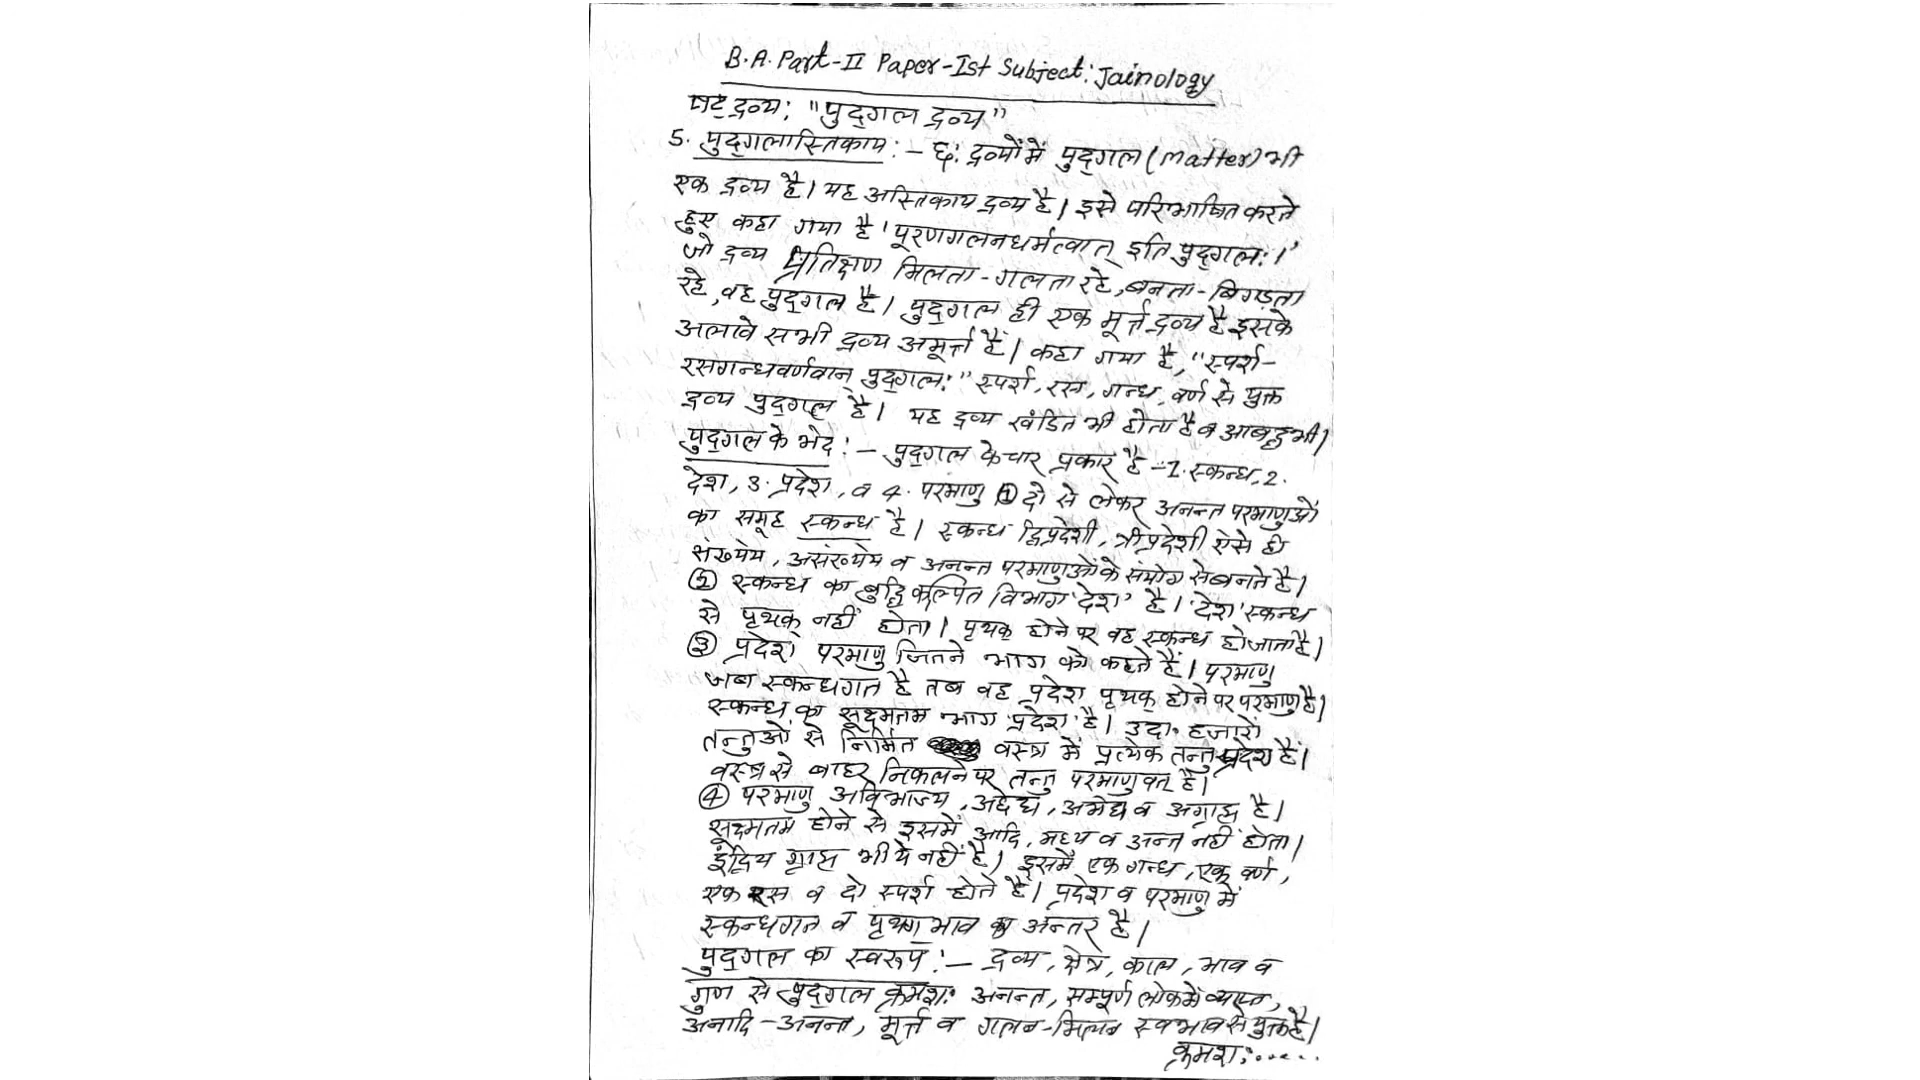 B.A. Part-II Paper-Ist Subject: Jainology
षट् द्रव्य: "पुद्गल द्रव्य"
5. पुद्गलास्तिकाय:- छ: द्रव्यों में पुद्गल (matter) भी
एक द्रव्य है। यह अस्तिकाय द्रव्य है। इसे परिभाषित करते
हुए कहा गया है 'पूरणगलनधर्मत्वात् इति पुद्गल:।'
जो द्रव्य प्रतिक्षण मिलता-गलता रहे, बनता-बिगड़ता
रहे, वह पुद्गल है। पुद्गल ही एक मूर्त्त द्रव्य है इसके
अलावे सभी द्रव्य अमूर्त्त हैं। कहा गया है, "स्पर्श-
रसगन्धवर्णवान् पुद्गल:" स्पर्श, रस, गन्ध, वर्ण से युक्त
द्रव्य पुद्गल है। यह द्रव्य खंडित भी होता है व आबद्ध भी।
पुद्गल के भेद:- पुद्गल के चार प्रकार है-1. स्कन्ध, 2.
देश, 3. प्रदेश, व 4. परमाणु ① दो से लेकर अनन्त परमाणुओं
का समूह स्कन्ध है। स्कन्ध द्विप्रदेशी, त्रीप्रदेशी ऐसे ही
संख्येय, असंख्येय व अनन्त परमाणुओं के संयोग से बनते है।
② स्कन्ध का बुद्धि कल्पित विभाग 'देश' है। 'देश' स्कन्ध
से पृथक् नहीं होता। पृथक् होने पर वह स्कन्ध हो जाता है।
③ प्रदेश परमाणु जितने भाग को कहते हैं। परमाणु
जब स्कन्धगत है तब वह प्रदेश, पृथक् होने पर परमाणु है।
स्कन्ध का सूक्ष्मतम भाग 'प्रदेश' है। उदा. हजारों
तन्तुओं से निर्मित वस्त्र में प्रत्येक तन्तु प्रदेश है।
वस्त्र से बाहर निकलने पर तन्तु परमाणुवत् है।
④ परमाणु अविभाज्य, अछेद्य, अभेद्य व अग्राह्य है।
सूक्ष्मतम होने से इसमें आदि, मध्य व अन्त नहीं होता।
इंद्रिय ग्राह्य भी ये नहीं है। इसमें एक गन्ध, एक वर्ण,
एक रस व दो स्पर्श होते हैं। प्रदेश व परमाणु में
स्कन्धगत व पृथग् भाव का अन्तर है।
पुद्गल का स्वरूप:- द्रव्य, क्षेत्र, काल, भाव व
गुण से पुद्गल क्रमश: अनन्त, सम्पूर्ण लोक में व्याप्त,
अनादि-अनन्त, मूर्त्त व गलन-मिलन स्वभाव से युक्त है।
क्रमश:.....